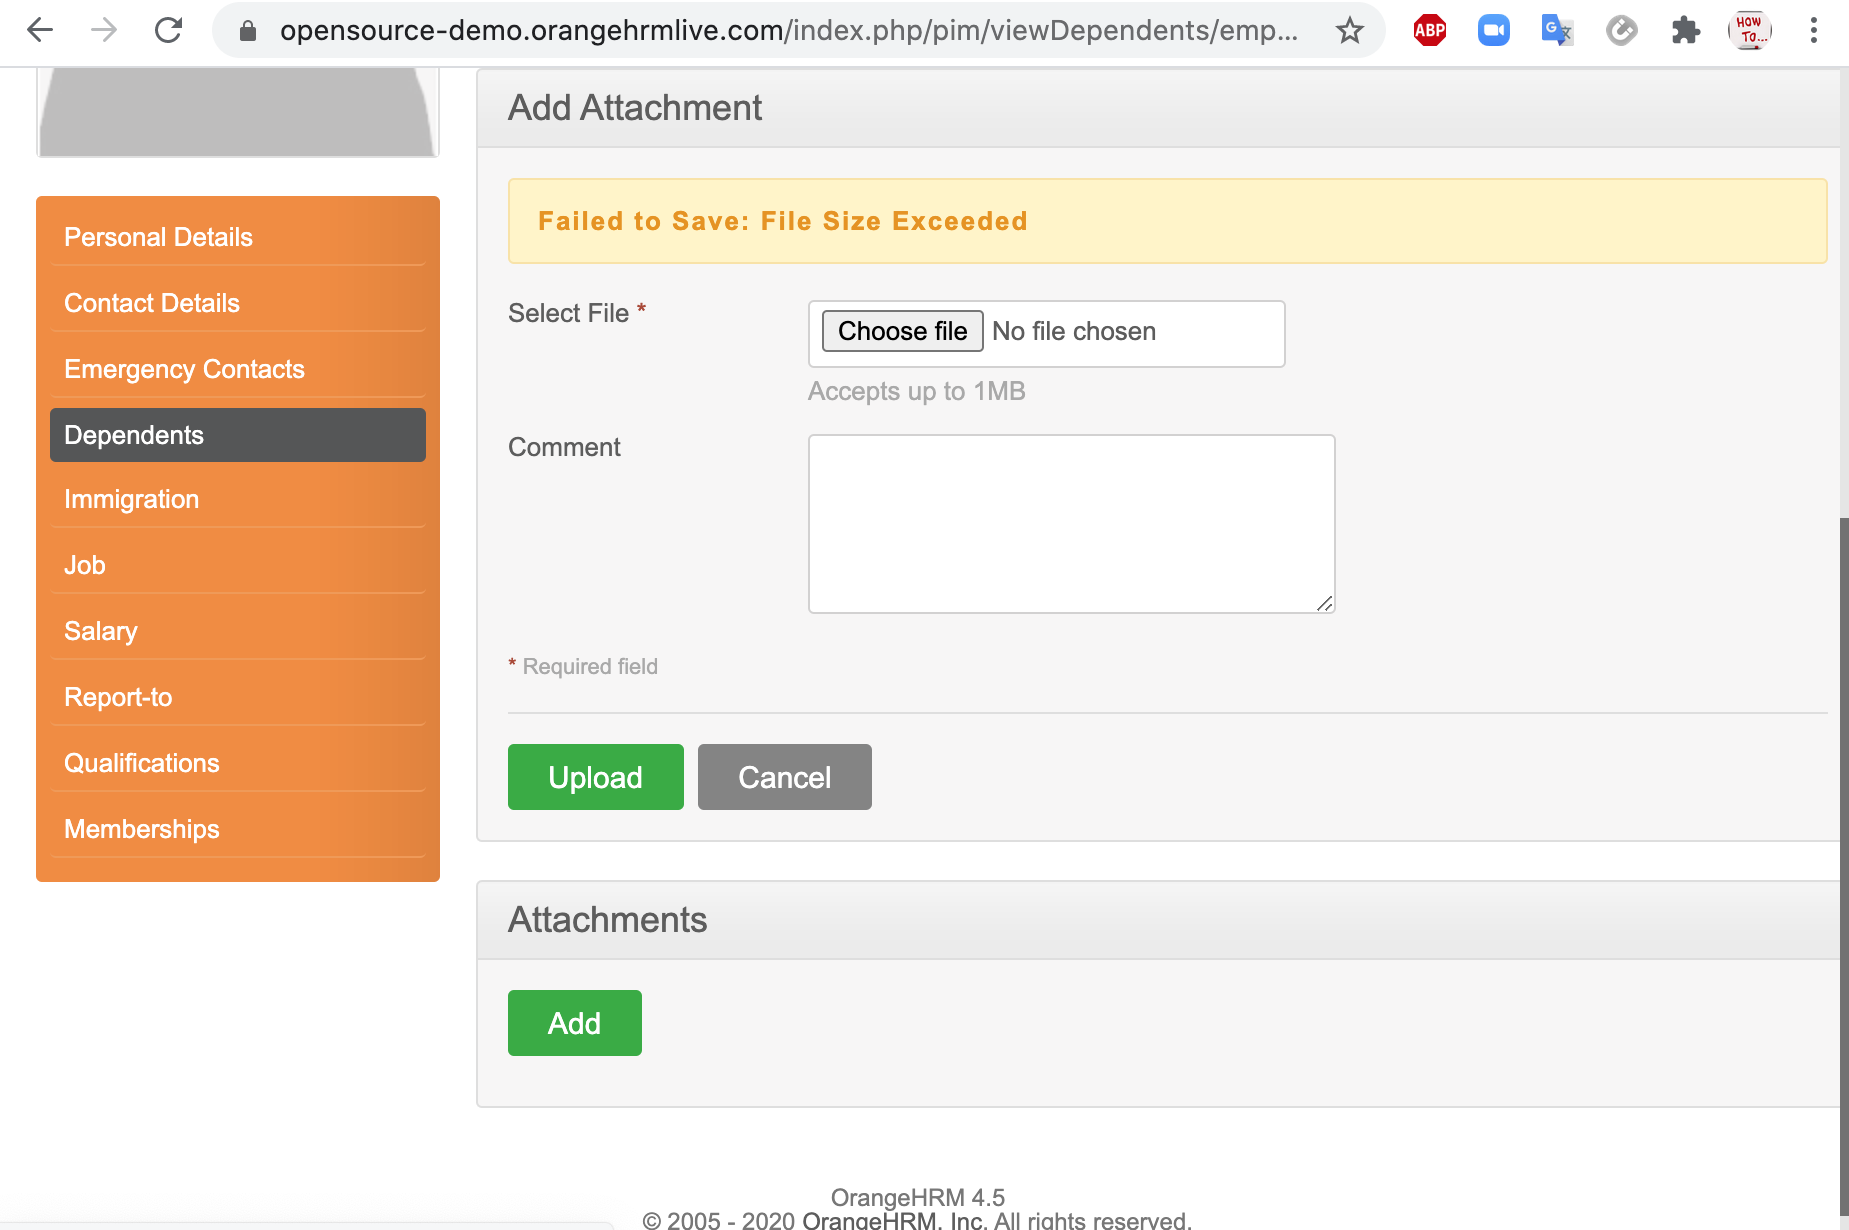 opensource-demo.orangehrmlive.com/index.php/pim/viewDependents/emp...
ABP
G
HOW
TO...
Add Attachment
Failed to Save: File Size Exceeded
Personal Details
Contact Details
Emergency Contacts
Dependents
Immigration
Job
Salary
Report-to
Qualifications
Memberships
Select File *
Choose file No file chosen
Accepts up to 1MB
Comment
* Required field
Upload Cancel
Attachments
Add
OrangeHRM 4.5
© 2005 - 2020 OrangeHRM, Inc. All rights reserved.